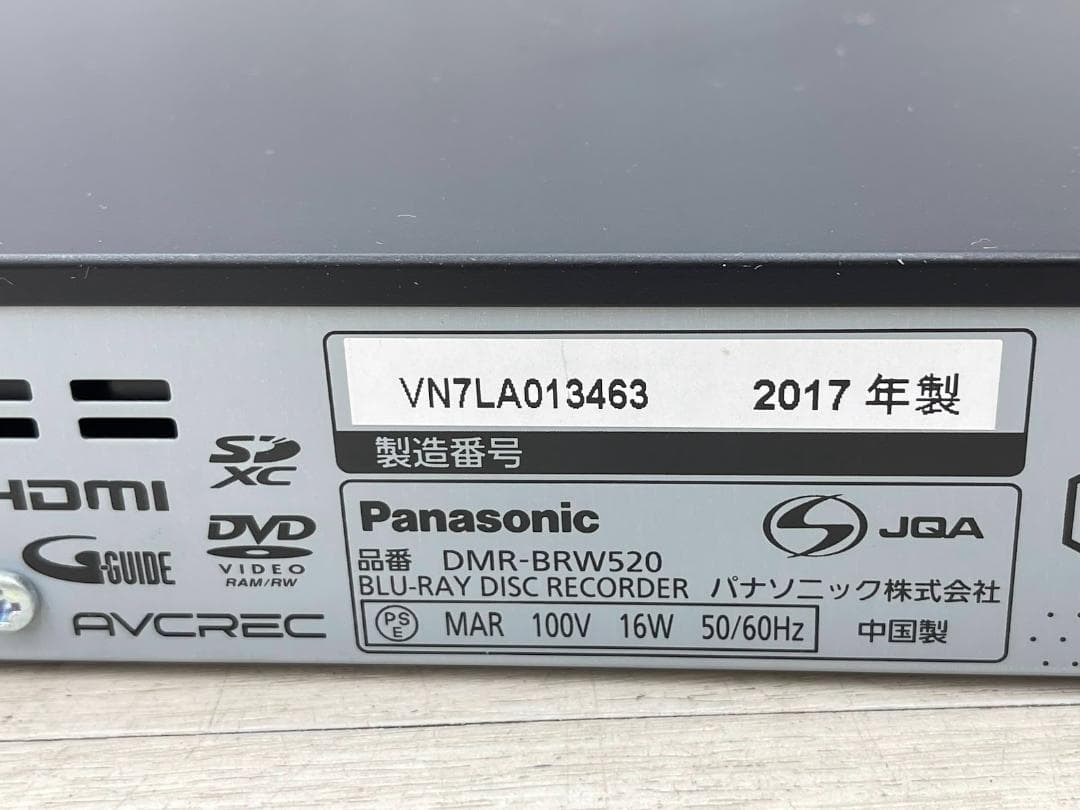 VN7LA013463 2017 年製
製造番号
SD XC
HDMI
DVD
VIDEO
RAM/RW
G-GUIDE
AVCREC
Panasonic
JQA
品番 DMR-BRW520
BLU-RAY DISC RECORDER パナソニック株式会社
PSE MAR 100V 16W 50/60Hz 中国製